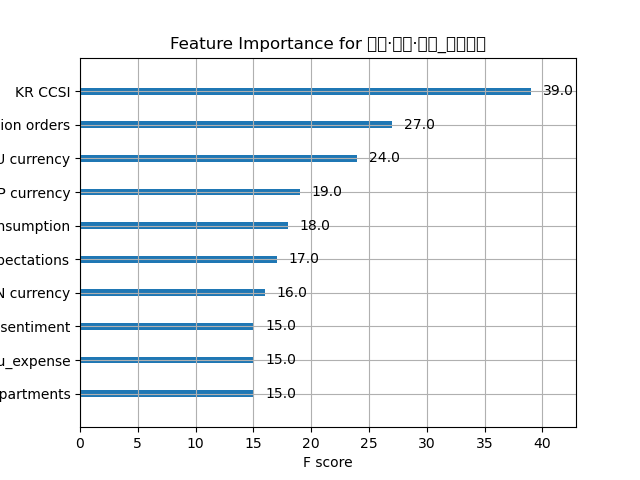 Feature Importance for
KR CCSI
39.0
ion orders
27.0
currency
24.0
currency
19.0
nsumption
18.0
pectations
17.0
currency
16.0
sentiment
15.0
u_expense
15.0
partments
15.0
0 5 10 15 20 25 30 35 40
F score